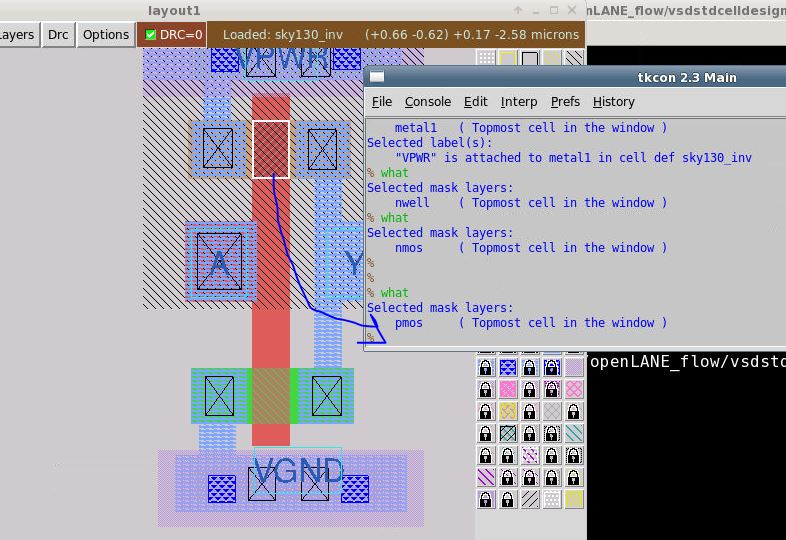 layout1
nLANE_flow/vsdstdcelldesign
ayers
Drc
Options
DRC=0
Loaded: sky130_inv
(+0.66 -0.62) +0.17 -2.58 microns
VPWR
tkcon 2.3 Main
File Console Edit Interp Prefs History
metal1 ( Topmost cell in the window )
Selected label(s):
"VPWR" is attached to metal1 in cell def sky130_inv
% what
Selected mask layers:
nwell ( Topmost cell in the window )
% what
Selected mask layers:
nmos ( Topmost cell in the window )
%
%
% what
Selected mask layers:
pmos ( Topmost cell in the window )
%
A
Y
/openLANE_flow/vsdstd
VGND